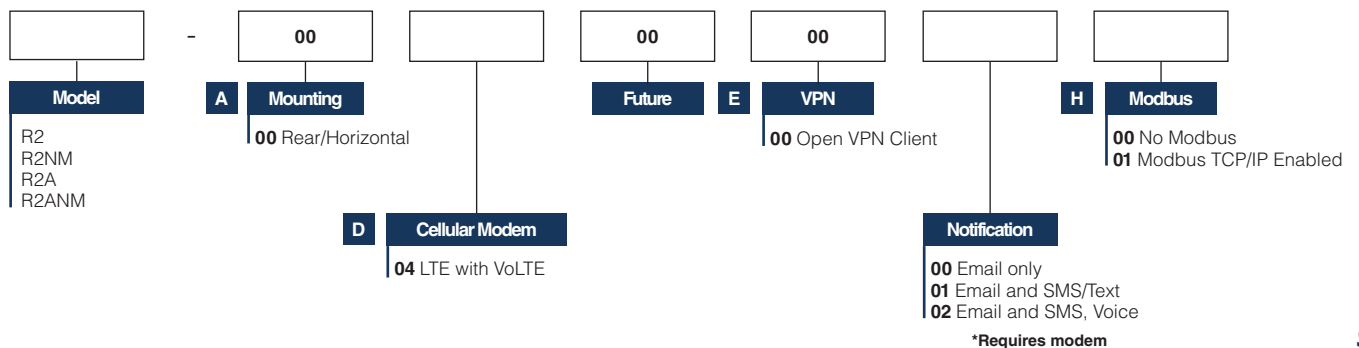 - 00 00 00
Model A Mounting Future E VPN H Modbus
R2
R2NM
R2A
R2ANM
00 Rear/Horizontal
00 Open VPN Client
00 No Modbus
01 Modbus TCP/IP Enabled
D Cellular Modem
04 LTE with VoLTE
Notification
00 Email only
01 Email and SMS/Text
02 Email and SMS, Voice
*Requires modem